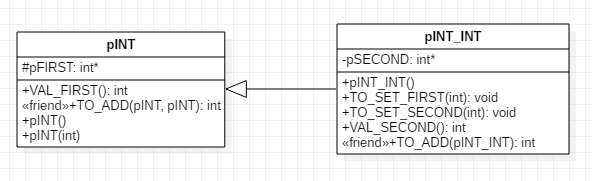 pINT
#pFIRST: int*
+VAL_FIRST(): int
«friend»+TO_ADD(pINT, pINT): int
+pINT()
+pINT(int)
pINT_INT
-pSECOND: int*
+pINT_INT()
+TO_SET_FIRST(int): void
+TO_SET_SECOND(int): void
+VAL_SECOND(): int
«friend»+TO_ADD(pINT_INT): int